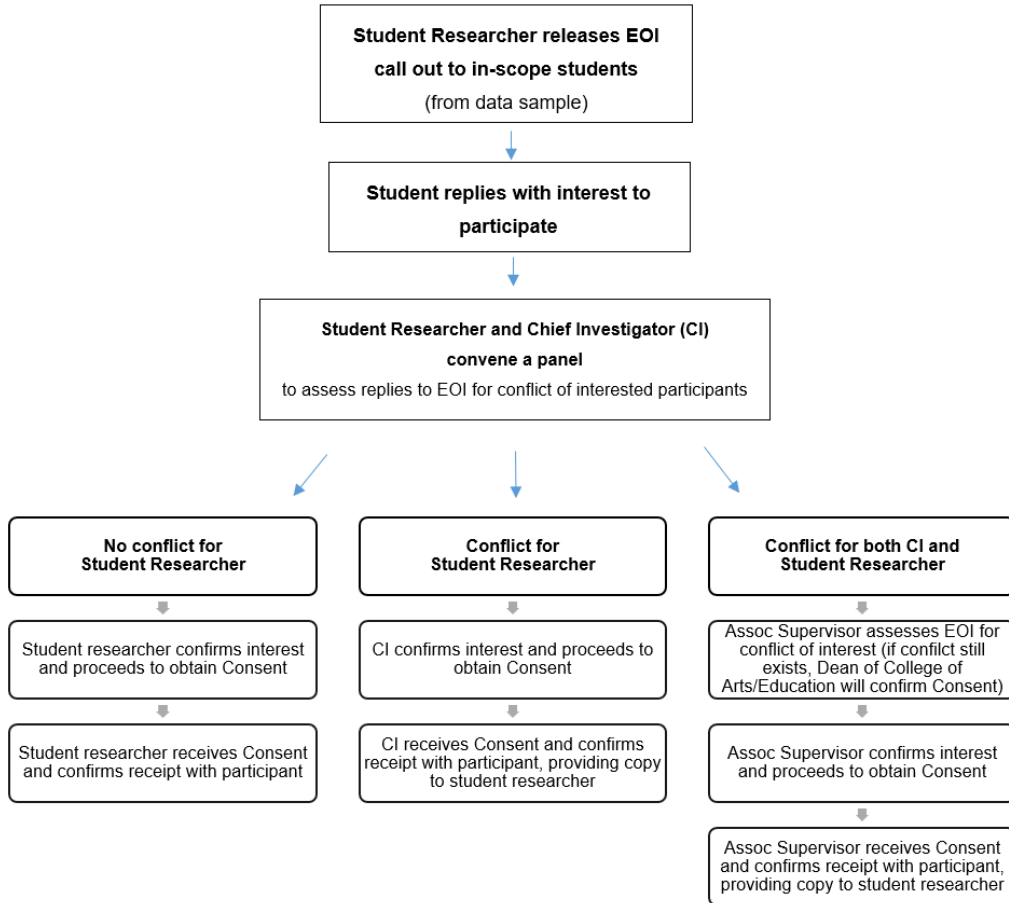 Student Researcher releases EOI
call out to in-scope students
(from data sample)
Student replies with interest to
participate
Student Researcher and Chief Investigator (CI)
convene a panel
to assess replies to EOI for conflict of interested participants
No conflict for
Student Researcher
Student researcher confirms interest
and proceeds to obtain Consent
Student researcher receives Consent
and confirms receipt with participant
Conflict for
Student Researcher
CI confirms interest and proceeds to
obtain Consent
CI receives Consent and confirms
receipt with participant, providing copy
to student researcher
Conflict for both CI and
Student Researcher
Assoc Supervisor assesses EOI for
conflict of interest (if confilct still
exists, Dean of College of
Arts/Education will confirm Consent)
Assoc Supervisor confirms interest
and proceeds to obtain Consent
Assoc Supervisor receives Consent
and confirms receipt with participant,
providing copy to student researcher